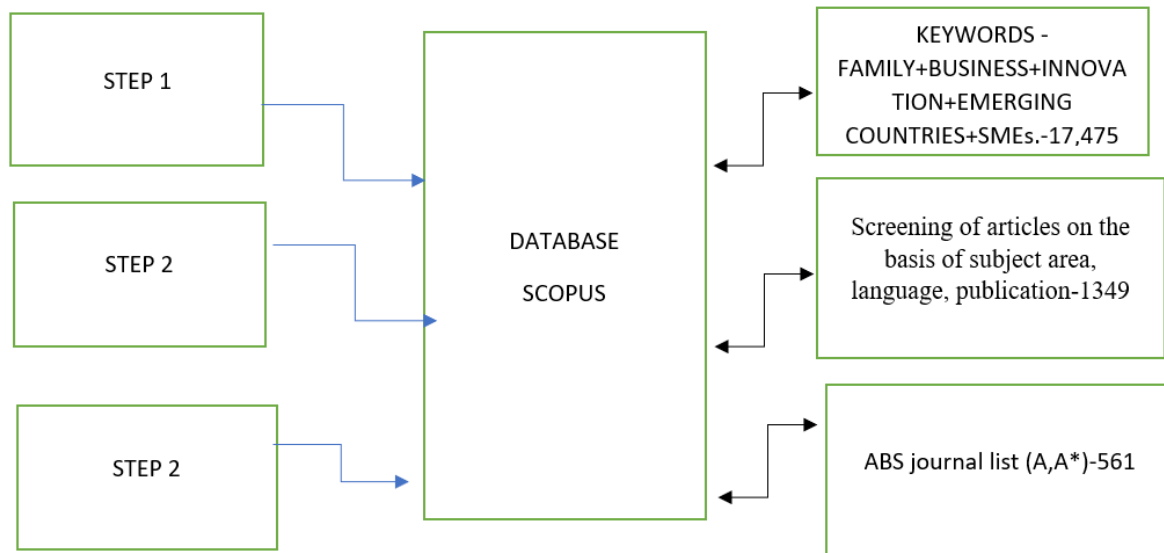 STEP 1
STEP 2
STEP 2
DATABASE
SCOPUS
KEYWORDS -
FAMILY+BUSINESS+INNOVA
TION+EMERGING
COUNTRIES+SMEs.-17,475
Screening of articles on the
basis of subject area,
language, publication-1349
ABS journal list (A,A*)-561